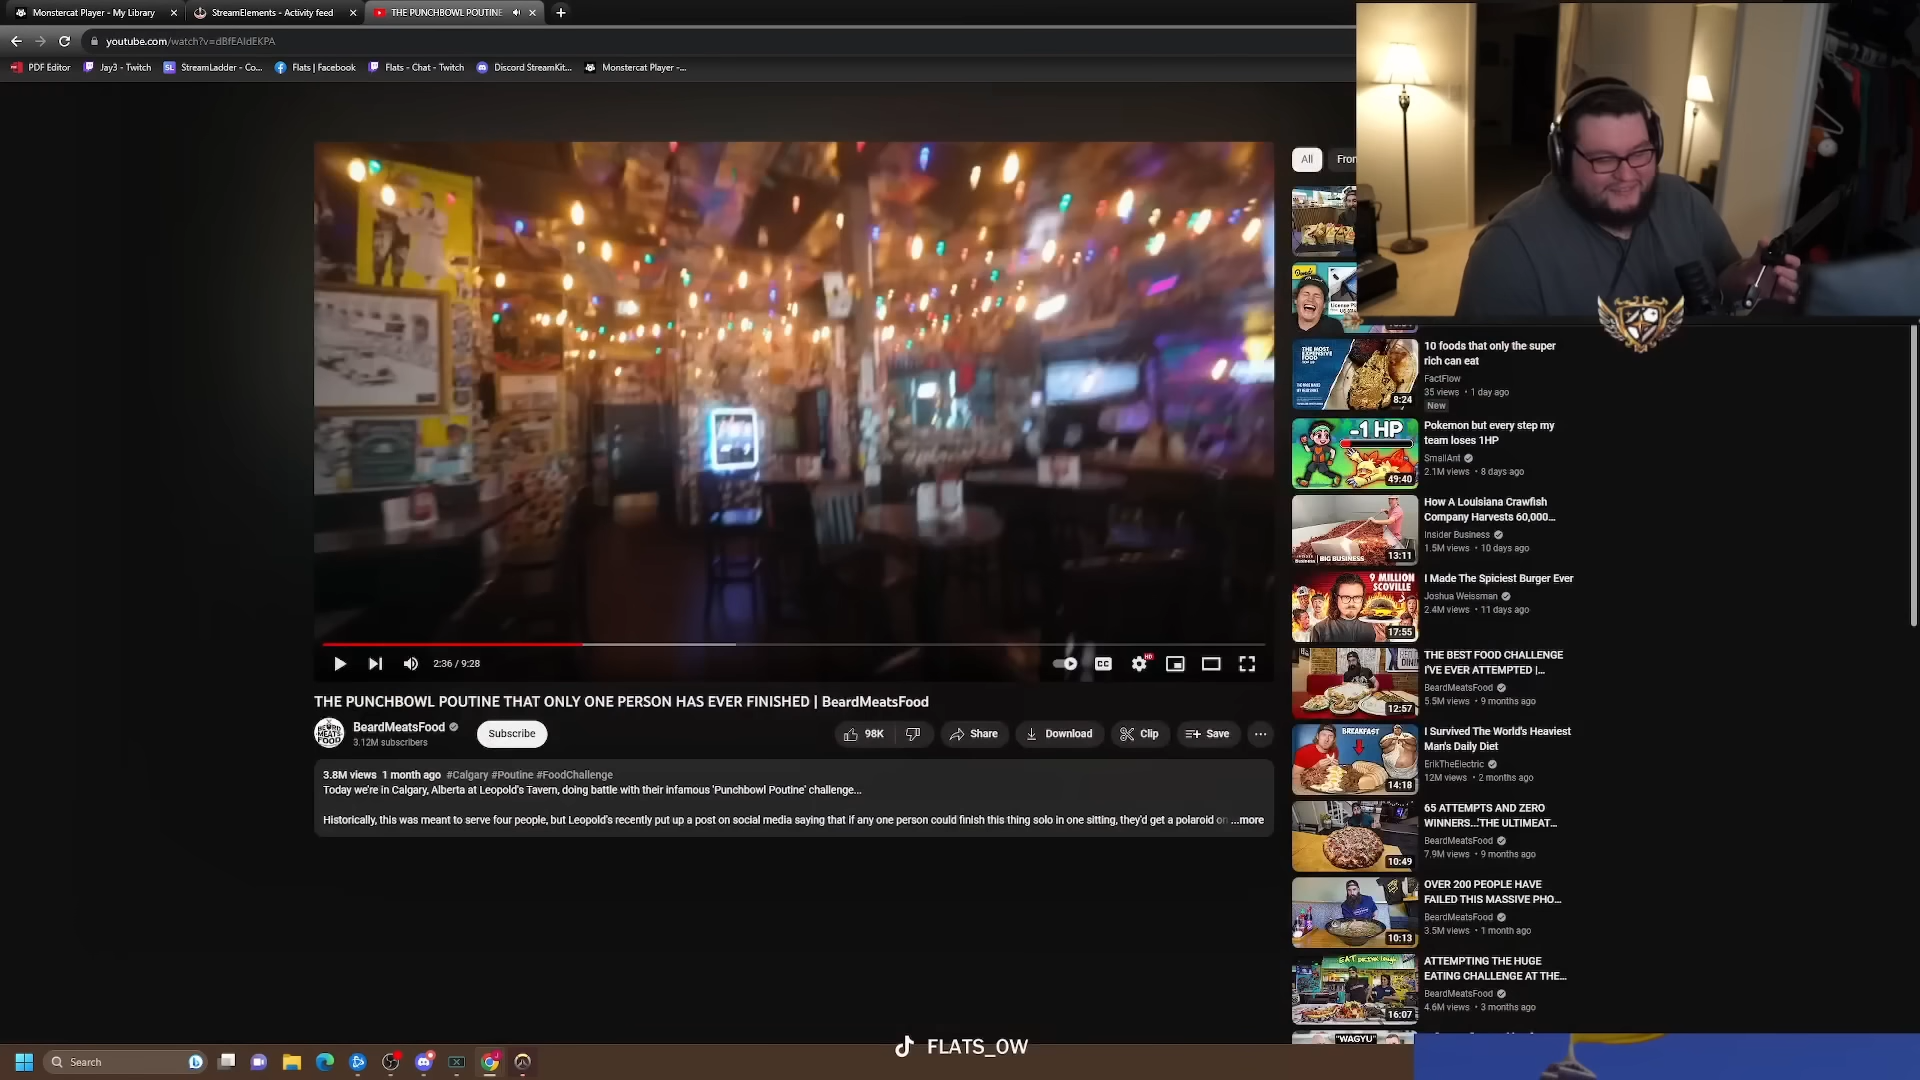 Monstercat Player - My Library
StreamElements - Activity feed
THE PUNCHBOWL POUTINE
youtube.com/watch?v=dBfEAIdEKPA
PDF Editor
Jay3 - Twitch
SL
StreamLadder - Co...
Flats | Facebook
Flats - Chat - Twitch
Discord StreamKit...
Monstercat Player -...
All
10 foods that only the super
rich can eat
FactFlow
35 views • 1 day ago
New
THE MOST
EXPENSIVE
FOOD
8:24
Pokemon but every step my
team loses 1HP
SmallAnt
2.1M views • 8 days ago
-1 HP
49:40
How A Louisiana Crawfish
Company Harvests 60,000...
Insider Business
1.5M views • 10 days ago
BIG BUSINESS
13:11
I Made The Spiciest Burger Ever
Joshua Weissman
2.4M views • 11 days ago
9 MILLION
SCOVILLE
17:55
THE BEST FOOD CHALLENGE
I'VE EVER ATTEMPTED |...
BeardMeatsFood
5.5M views • 9 months ago
12:57
I Survived The World's Heaviest
Man's Daily Diet
ErikTheElectric
12M views • 2 months ago
BREAKFAST
14:18
65 ATTEMPTS AND ZERO
WINNERS...'THE ULTIMEAT...
BeardMeatsFood
7.9M views • 9 months ago
10:49
OVER 200 PEOPLE HAVE
FAILED THIS MASSIVE PHO...
BeardMeatsFood
3.5M views • 1 month ago
10:13
ATTEMPTING THE HUGE
EATING CHALLENGE AT THE...
BeardMeatsFood
4.6M views • 3 months ago
16:07
"WAGYU"
2:36 / 9:28
CC
HD
THE PUNCHBOWL POUTINE THAT ONLY ONE PERSON HAS EVER FINISHED | BeardMeatsFood
BeardMeatsFood
3.12M subscribers
Subscribe
98K
Share
Download
Clip
Save
3.8M views 1 month ago #Calgary #Poutine #FoodChallenge
Today we're in Calgary, Alberta at Leopold's Tavern, doing battle with their infamous 'Punchbowl Poutine' challenge...
Historically, this was meant to serve four people, but Leopold's recently put up a post on social media saying that if any one person could finish this thing solo in one sitting, they'd get a polaroid on ...more
FLATS_OW
Search